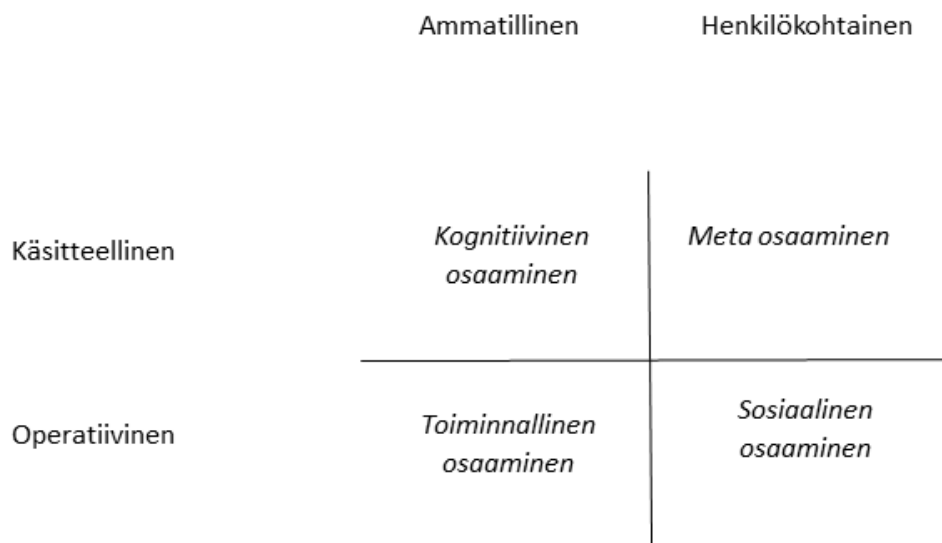 Ammatillinen Henkilökohtainen
Käsitteellinen
Kognitiivinen
osaaminen
Meta osaaminen
Operatiivinen
Toiminnallinen
osaaminen
Sosiaalinen
osaaminen